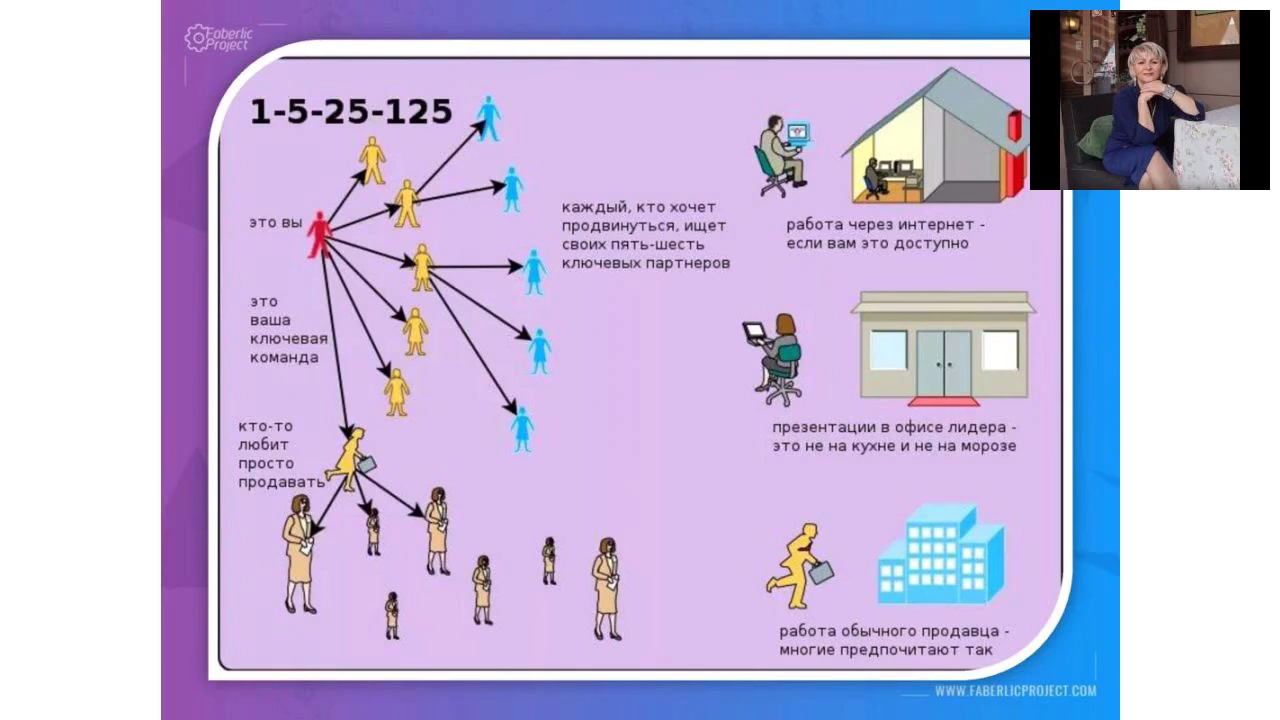 Faberlic
Project
1-5-25-125
это вы
каждый, кто хочет
продвинуться, ищет
своих пять-шесть
ключевых партнеров
это
ваша
ключевая
команда
кто-то
любит
просто
продавать
работа через интернет -
если вам это доступно
презентации в офисе лидера -
это не на кухне и не на морозе
работа обычного продавца -
многие предпочитают так
WWW.FABERLICPROJECT.COM